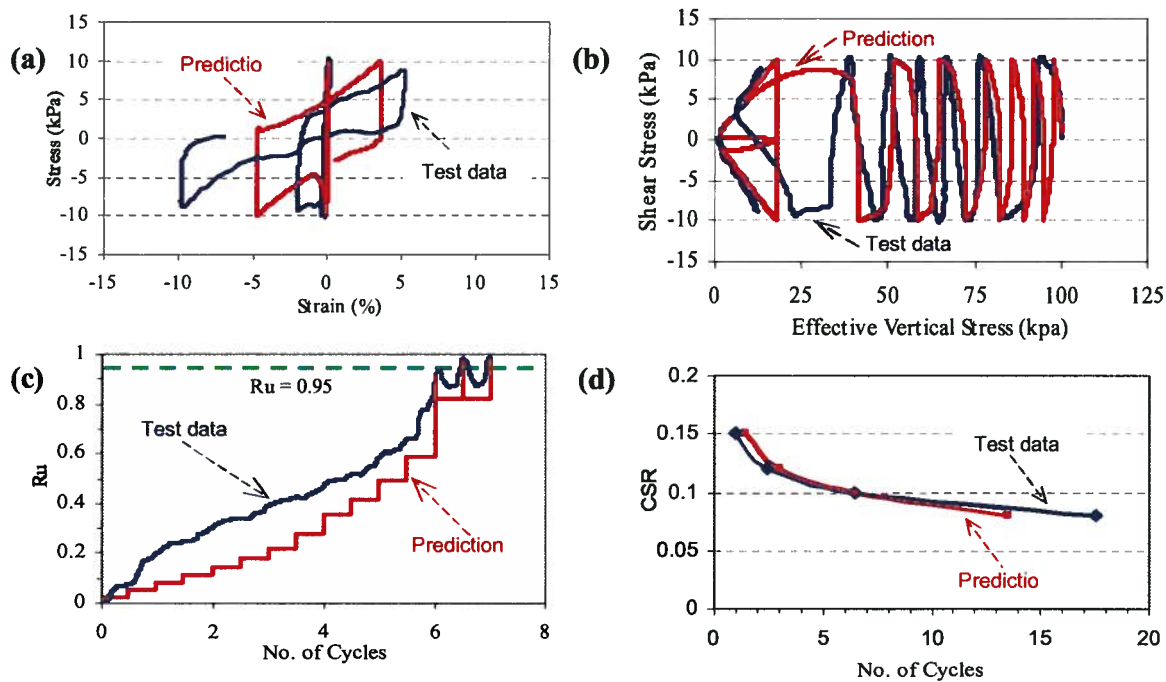 (a)
15
10
5
0
-5
-10
-15
Stress (kPa)
Predictio
Test data
-15
-10
-5
0
5
10
15
Strain (%)
(b)
15
10
5
0
-5
-10
-15
Shear Stress (kPa)
Prediction
Test data
0
25
50
75
100
125
Effective Vertical Stress (kpa)
(c)
1
0.8
0.6
0.4
0.2
0
Ru
Ru = 0.95
Test data
Prediction
0
2
4
6
8
No. of Cycles
(d)
0.2
0.15
0.1
0.05
0
CSR
Test data
Predictio
0
5
10
15
20
No. of Cycles